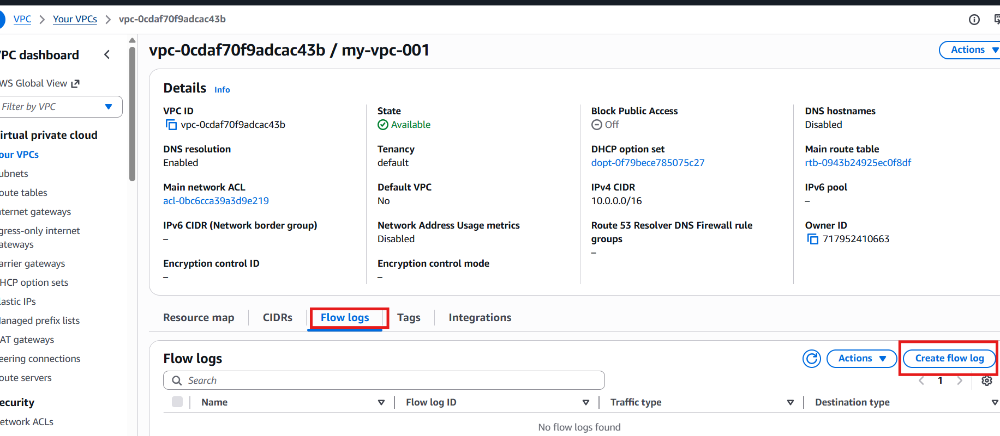 VPC > Your VPCs > vpc-0cdaf70f9adcac43b
VPC dashboard
vpc-0cdaf70f9adcac43b / my-vpc-001
Actions
WS Global View
Filter by VPC
Details Info
VPC ID
vpc-0cdaf70f9adcac43b
State
Available
Block Public Access
Off
DNS hostnames
Disabled
DNS resolution
Enabled
Tenancy
default
DHCP option set
dopt-0f79bece785075c27
Main route table
rtb-0943b24925ec0f8df
Main network ACL
acl-0bc6cca39a3d9e219
Default VPC
No
IPv4 CIDR
10.0.0.0/16
IPv6 pool
–
IPv6 CIDR (Network border group)
–
Network Address Usage metrics
Disabled
Route 53 Resolver DNS Firewall rule
groups
–
Owner ID
717952410663
Encryption control ID
–
Encryption control mode
–
irtual private cloud
our VPCs
ubnets
oute tables
nternet gateways
gress-only internet
ateways
arrier gateways
HCP option sets
lastic IPs
anaged prefix lists
AT gateways
eering connections
oute servers
ecurity
etwork ACLs
Resource map
CIDRs
Flow logs
Tags
Integrations
Flow logs
Actions
Create flow log
Search
1
Name
Flow log ID
Traffic type
Destination type
No flow logs found